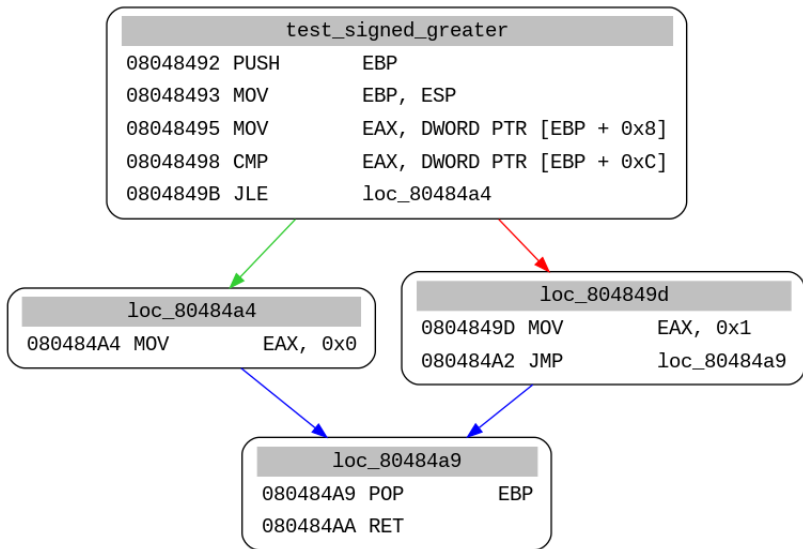 test_signed_greater
08048492 PUSH EBP
08048493 MOV EBP, ESP
08048495 MOV EAX, DWORD PTR [EBP + 0x8]
08048498 CMP EAX, DWORD PTR [EBP + 0xC]
0804849B JLE loc_80484a4
loc_80484a4
080484A4 MOV EAX, 0x0
loc_804849d
0804849D MOV EAX, 0x1
080484A2 JMP loc_80484a9
loc_80484a9
080484A9 POP EBP
080484AA RET